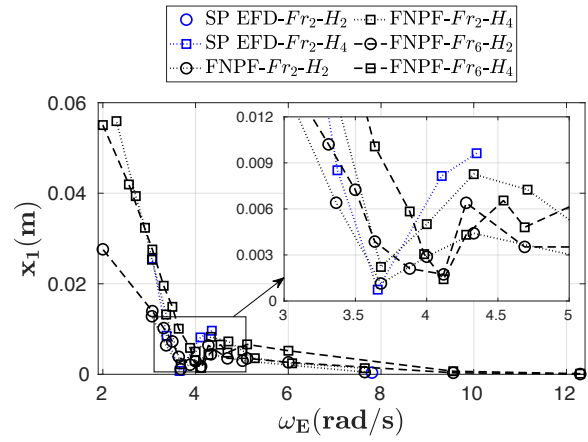 SP EFD-Fr₂-H₂ FNPF-Fr₂-H₄
SP EFD-Fr₂-H₄ FNPF-Fr₆-H₂
FNPF-Fr₂-H₂ FNPF-Fr₆-H₄
0.06
0.04
0.02
0
x₁(m)
0.012
0.009
0.006
0.003
0
3 3.5 4 4.5 5
2 4 6 8 10 12
ω_E(rad/s)